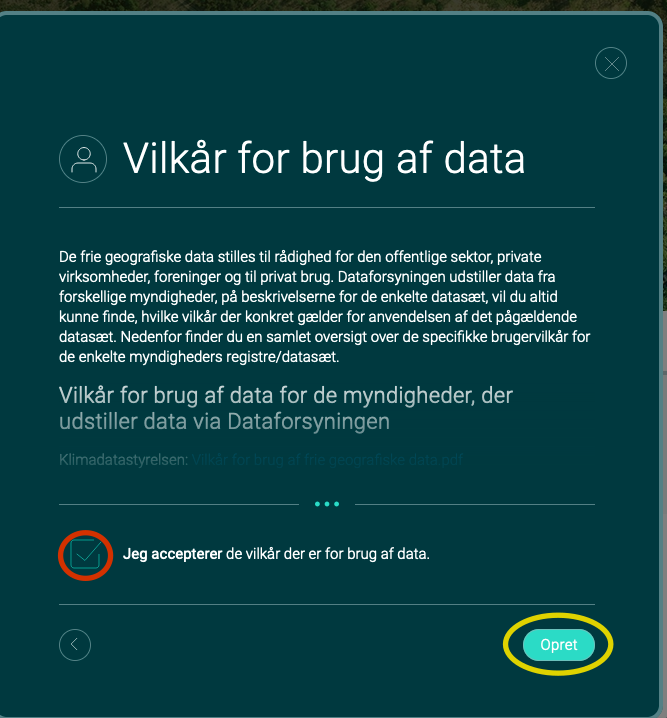 Vilkår for brug af data
De frie geografiske data stilles til rådighed for den offentlige sektor, private
virksomheder, foreninger og til privat brug. Dataforsyningen udstiller data fra
forskellige myndigheder, på beskrivelserne for de enkelte datasæt, vil du altid
kunne finde, hvilke vilkår der konkret gælder for anvendelsen af det pågældende
datasæt. Nedenfor finder du en samlet oversigt over de specifikke brugervilkår for
de enkelte myndigheders registre/datasæt.
Vilkår for brug af data for de myndigheder, der
udstiller data via Dataforsyningen
Klimadatastyrelsen: Vilkår for brug af frie geografiske data.pdf
Jeg accepterer de vilkår der er for brug af data.
Opret